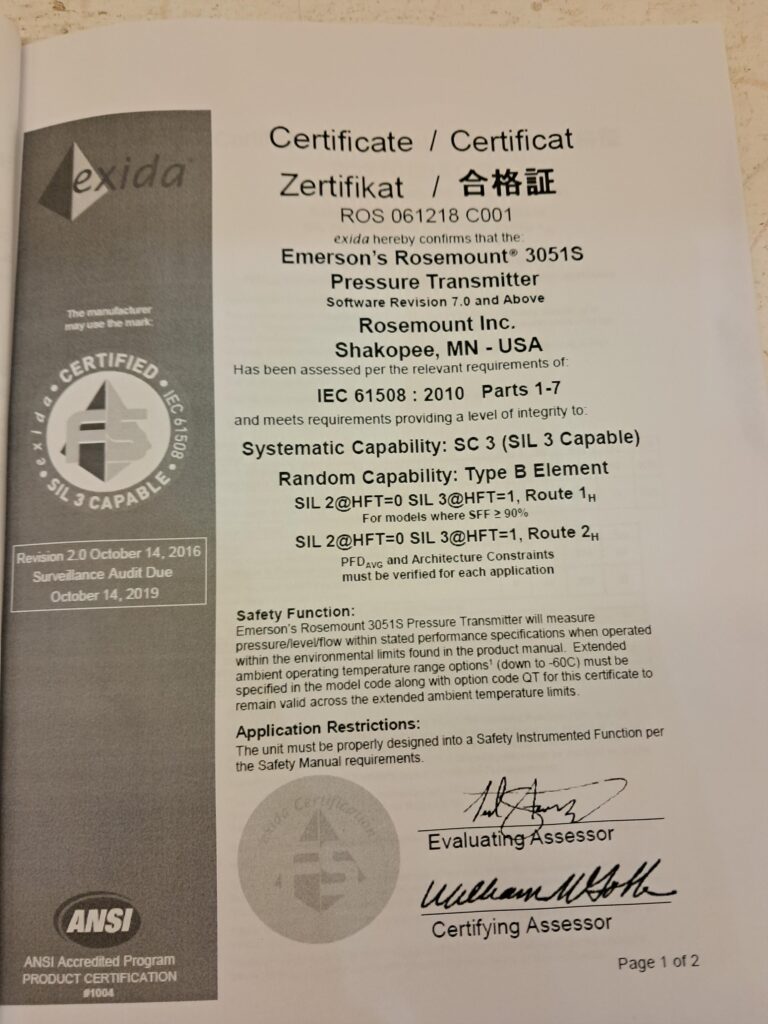 exida
The manufacturer
may use the mark:
exida • CERTIFIED • IEC 61508 •
SIL 3 CAPABLE
FS
Revision 2.0 October 14, 2016
Surveillance Audit Due
October 14, 2019
ANSI
ANSI Accredited Program
PRODUCT CERTIFICATION
#1004
Certificate / Certificat
Zertifikat / 合格証
ROS 061218 C001
exida hereby confirms that the:
Emerson's Rosemount® 3051S
Pressure Transmitter
Software Revision 7.0 and Above
Rosemount Inc.
Shakopee, MN - USA
Has been assessed per the relevant requirements of:
IEC 61508 : 2010 Parts 1-7
and meets requirements providing a level of integrity to:
Systematic Capability: SC 3 (SIL 3 Capable)
Random Capability: Type B Element
SIL 2@HFT=0 SIL 3@HFT=1, Route 1H
For models where SFF ≥ 90%
SIL 2@HFT=0 SIL 3@HFT=1, Route 2H
PFDAVG and Architecture Constraints
must be verified for each application
Safety Function:
Emerson's Rosemount 3051S Pressure Transmitter will measure
pressure/level/flow within stated performance specifications when operated
within the environmental limits found in the product manual. Extended
ambient operating temperature range options¹ (down to -60C) must be
specified in the model code along with option code QT for this certificate to
remain valid across the extended ambient temperature limits.
Application Restrictions:
The unit must be properly designed into a Safety Instrumented Function per
the Safety Manual requirements.
Certification
FS
Evaluating Assessor
Certifying Assessor
Page 1 of 2